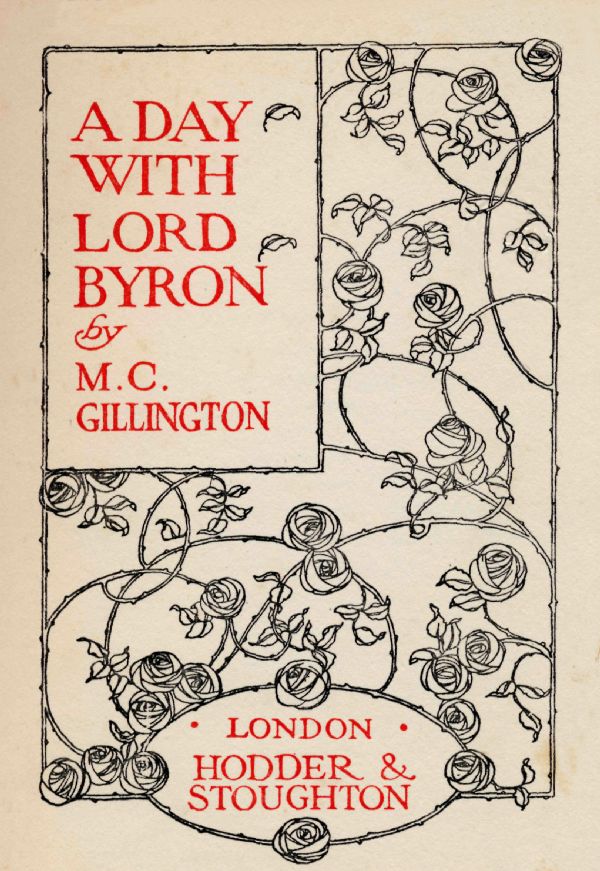 A DAY
WITH
LORD
BYRON
by
M.C.
GILLINGTON
• LONDON •
HODDER &
STOUGHTON